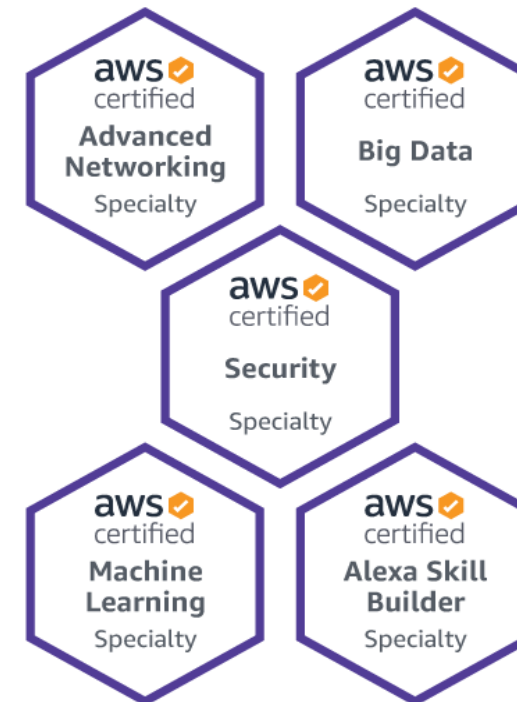 aws
certified
Advanced
Networking
Specialty
aws
certified
Big Data
Specialty
aws
certified
Security
Specialty
aws
certified
Machine
Learning
Specialty
aws
certified
Alexa Skill
Builder
Specialty